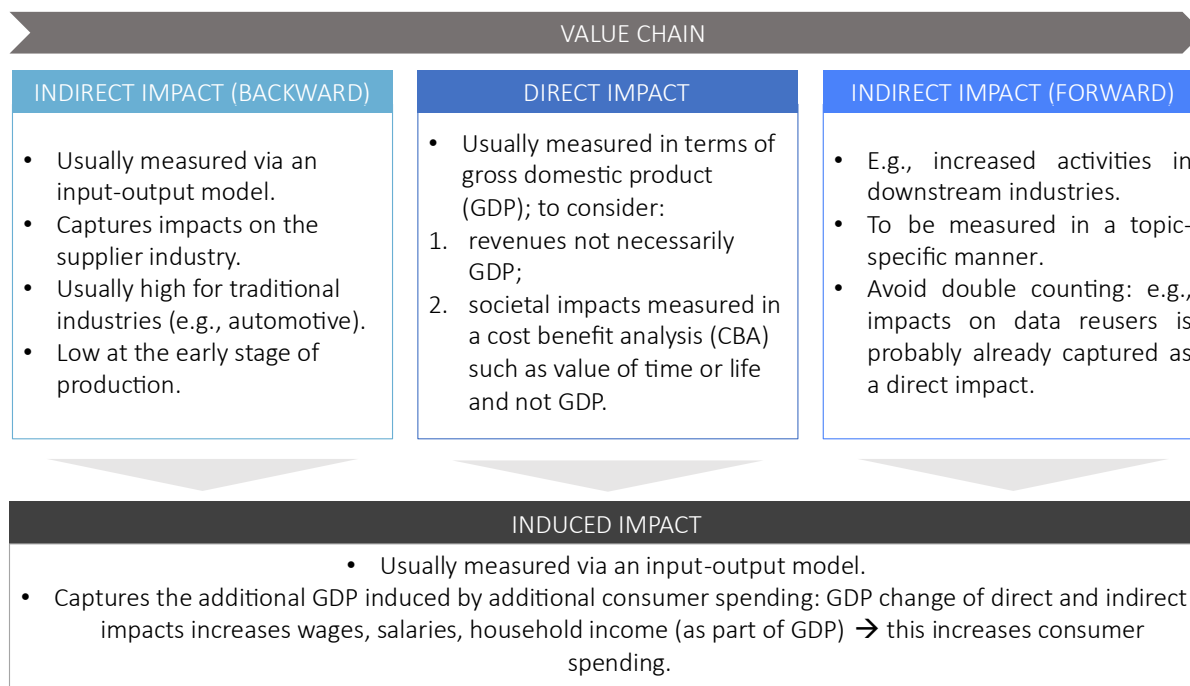 VALUE CHAIN
INDIRECT IMPACT (BACKWARD)
• Usually measured via an
input-output model.
• Captures impacts on the
supplier industry.
• Usually high for traditional
industries (e.g., automotive).
• Low at the early stage of
production.
DIRECT IMPACT
• Usually measured in terms of
gross domestic product
(GDP); to consider:
1. revenues not necessarily
GDP;
2. societal impacts measured in
a cost benefit analysis (CBA)
such as value of time or life
and not GDP.
INDIRECT IMPACT (FORWARD)
• E.g., increased activities in
downstream industries.
• To be measured in a topic-
specific manner.
• Avoid double counting: e.g.,
impacts on data reusers is
probably already captured as
a direct impact.
INDUCED IMPACT
• Usually measured via an input-output model.
• Captures the additional GDP induced by additional consumer spending: GDP change of direct and indirect
impacts increases wages, salaries, household income (as part of GDP) → this increases consumer
spending.